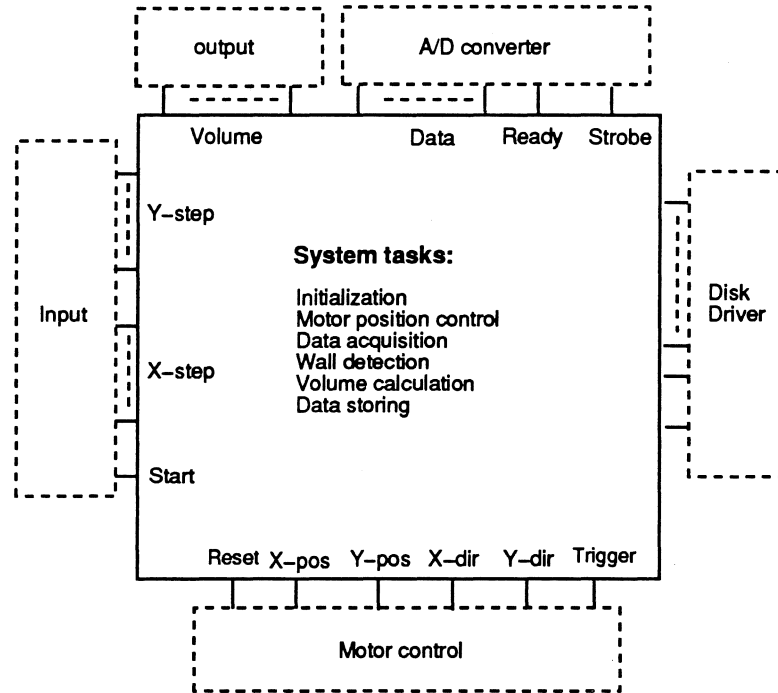 output
A/D converter
Volume
Data
Ready
Strobe
Y-step
System tasks:
Initialization
Motor position control
Data acquisition
Wall detection
Volume calculation
Data storing
Input
X-step
Start
Disk
Driver
Reset
X-pos
Y-pos
X-dir
Y-dir
Trigger
Motor control